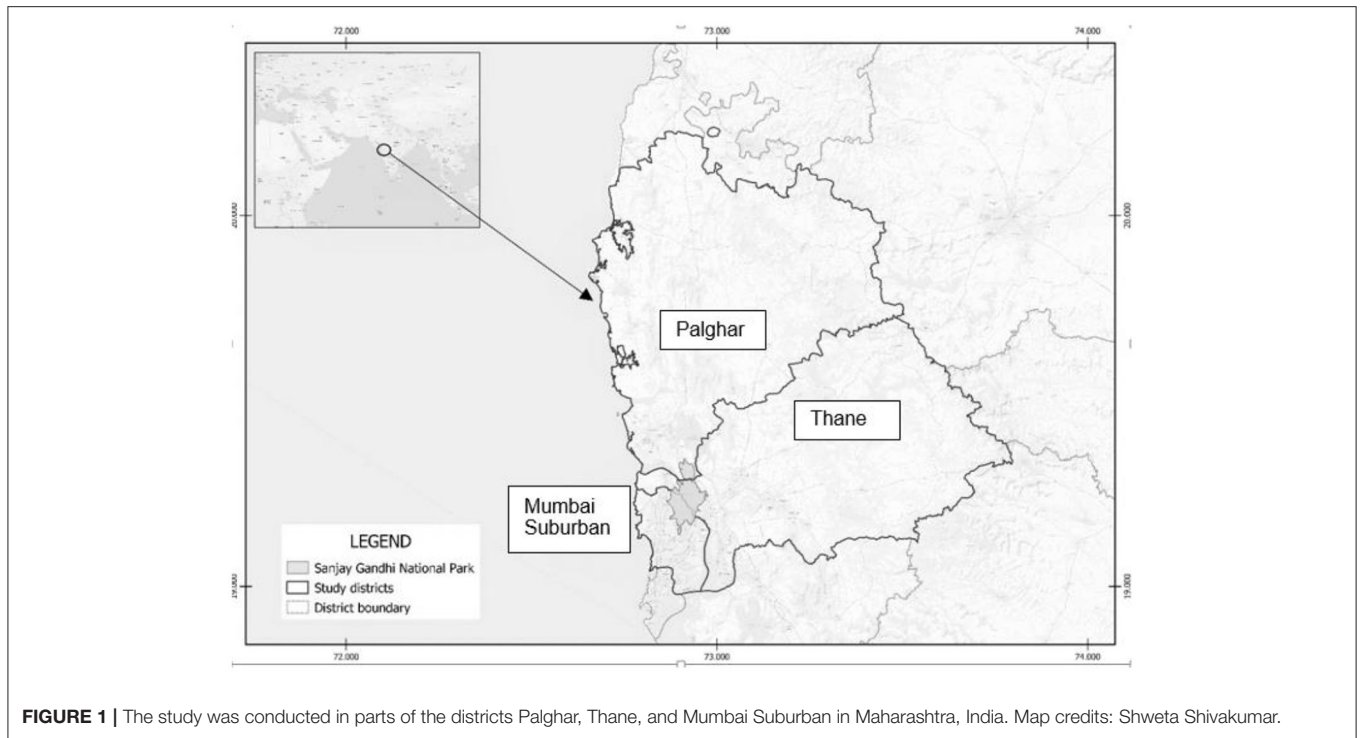 72.000
73.000
74.000
20.000
20.000
Palghar
Thane
Mumbai
Suburban
LEGEND
Sanjay Gandhi National Park
Study districts
District boundary
19.000
72.000
73.000
74.000
FIGURE 1 | The study was conducted in parts of the districts Palghar, Thane, and Mumbai Suburban in Maharashtra, India. Map credits: Shweta Shivakumar.